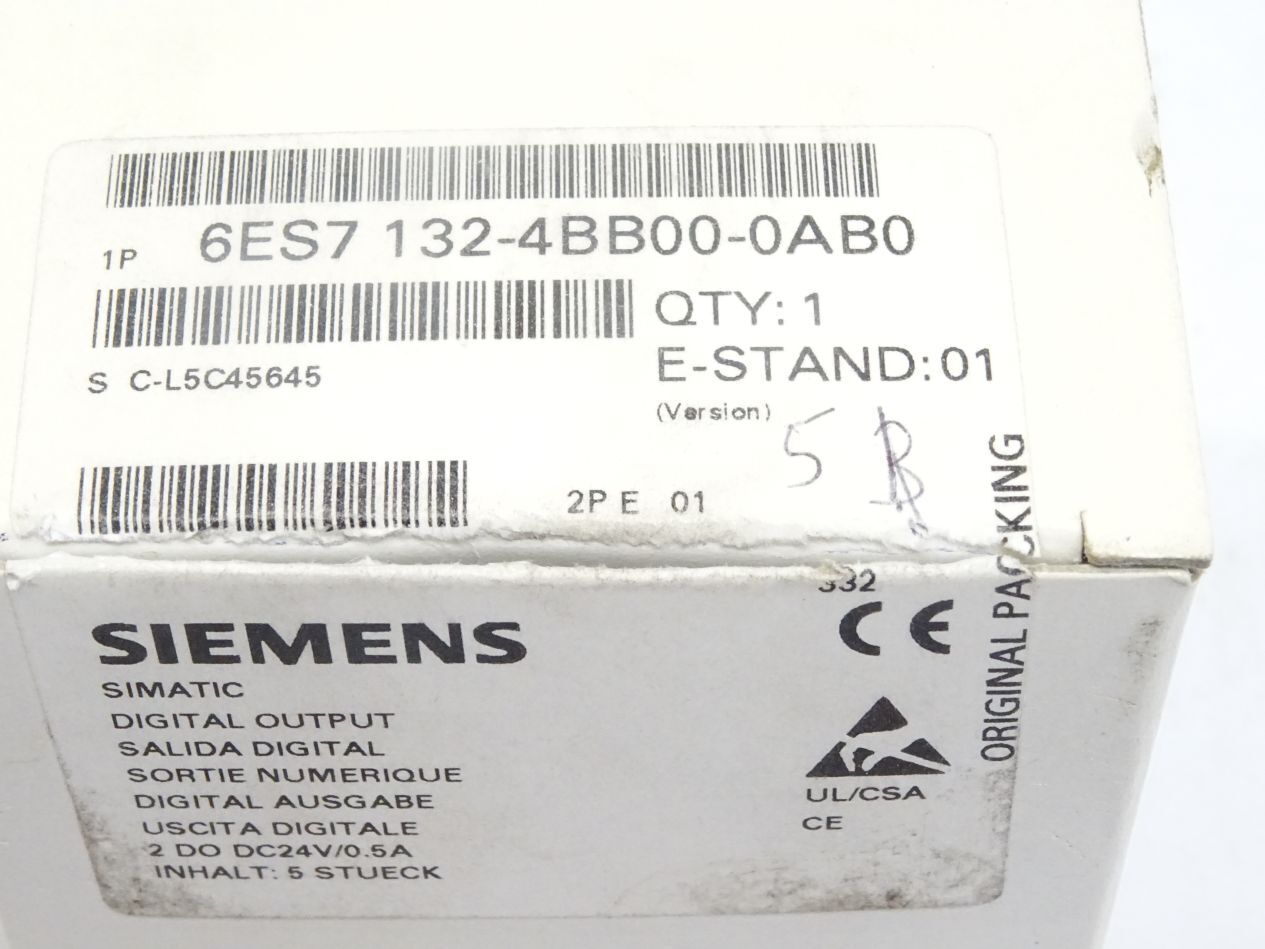 1P 6ES7 132-4BB00-0AB0
QTY: 1
S C-L5C45645
E-STAND:01
(Version)
5 B
2P E 01
ORIGINAL PACKING
332
CE
SIEMENS
SIMATIC
DIGITAL OUTPUT
SALIDA DIGITAL
SORTIE NUMERIQUE
DIGITAL AUSGABE
USCITA DIGITALE
2 DO DC24V/0.5A
INHALT: 5 STUECK
UL/CSA
CE